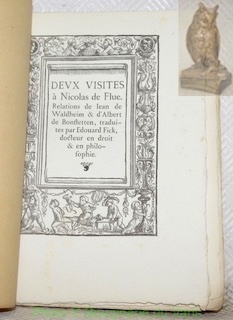 DEVX VISITES
à Nicolas de Flue.
Relations de Iean de
Waldheim & d'Albert
de Bonstetten, tradui-
tes par Edouard Fick,
docteur en droit
& en philo-
sophie.